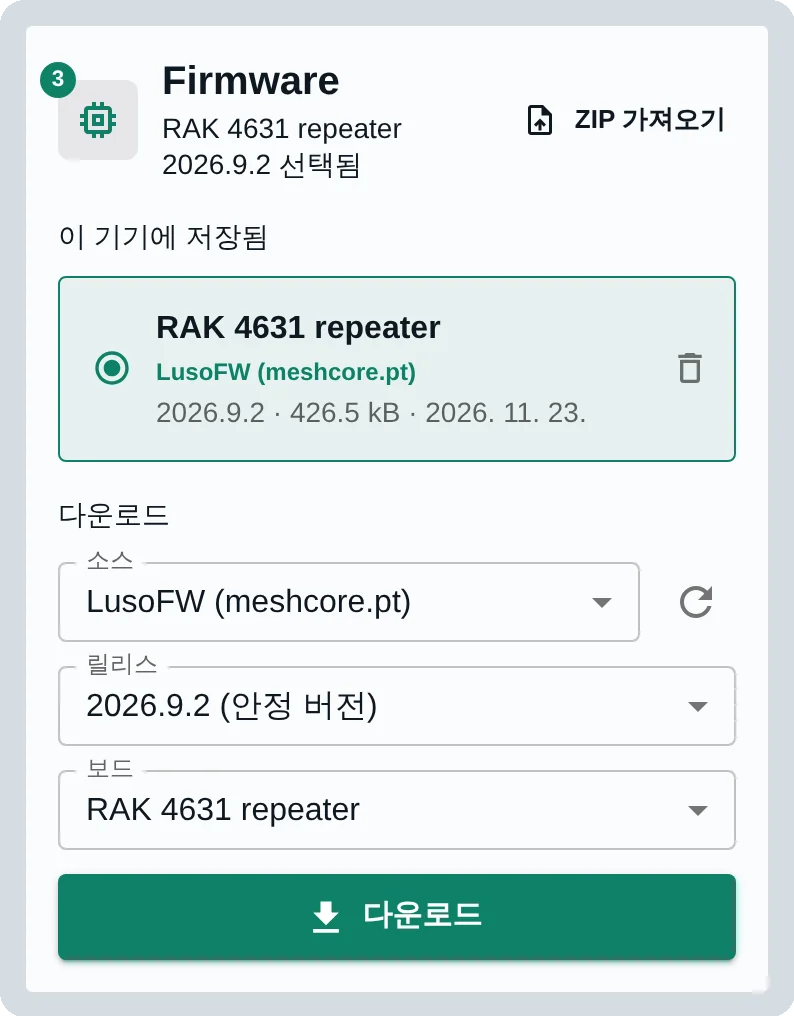 3
Firmware
RAK 4631 repeater
2026.9.2 선택됨
ZIP 가져오기
이 기기에 저장됨
RAK 4631 repeater
LusoFW (meshcore.pt)
2026.9.2 · 426.5 kB · 2026. 11. 23.
다운로드
소스
LusoFW (meshcore.pt)
릴리스
2026.9.2 (안정 버전)
보드
RAK 4631 repeater
다운로드